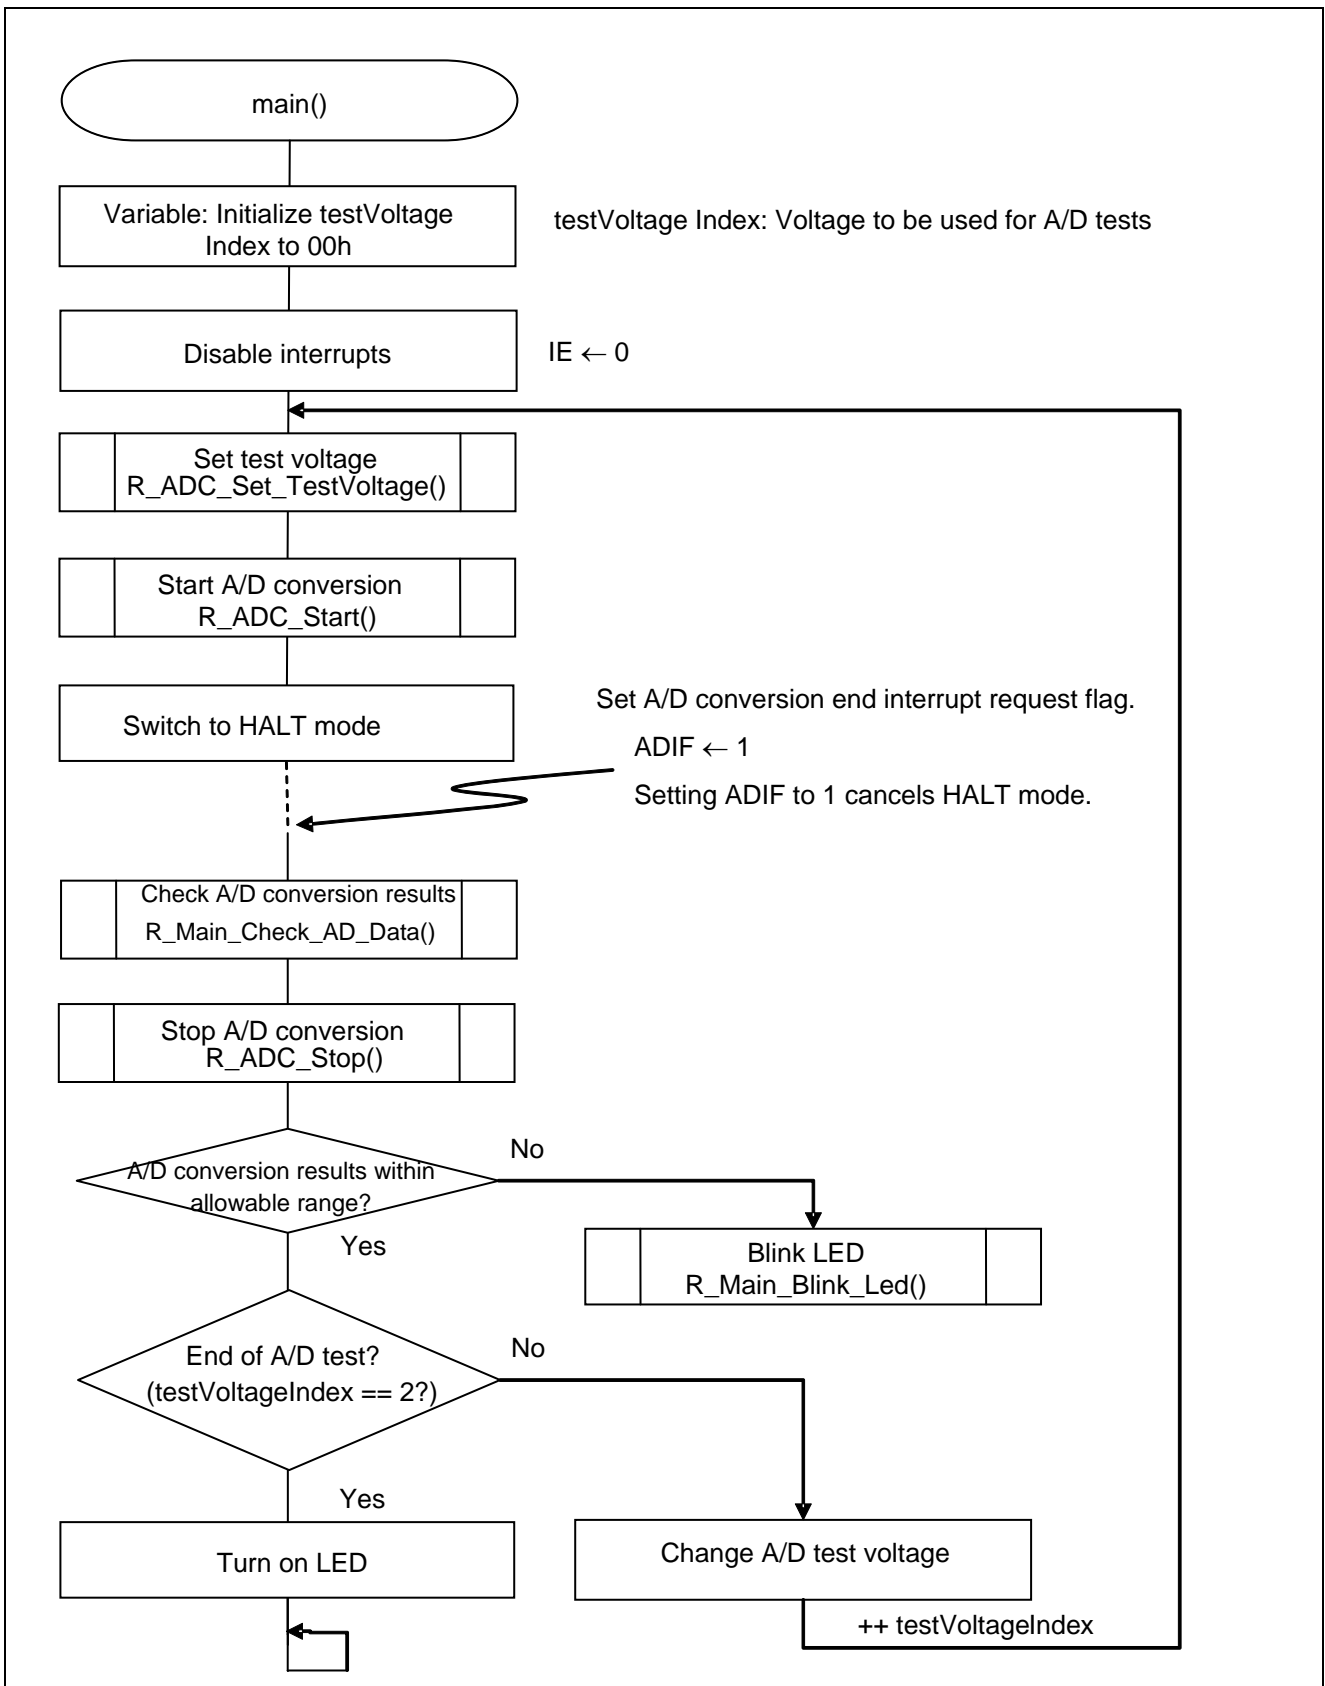 main()
Variable: Initialize testVoltage
Index to 00h
testVoltage Index: Voltage to be used for A/D tests
Disable interrupts
IE ← 0
Set test voltage
R_ADC_Set_TestVoltage()
Start A/D conversion
R_ADC_Start()
Switch to HALT mode
Set A/D conversion end interrupt request flag.
ADIF ← 1
Setting ADIF to 1 cancels HALT mode.
Check A/D conversion results
R_Main_Check_AD_Data()
Stop A/D conversion
R_ADC_Stop()
A/D conversion results within
allowable range?
No
Yes
Blink LED
R_Main_Blink_Led()
End of A/D test?
(testVoltageIndex == 2?)
No
Yes
Turn on LED
Change A/D test voltage
++ testVoltageIndex